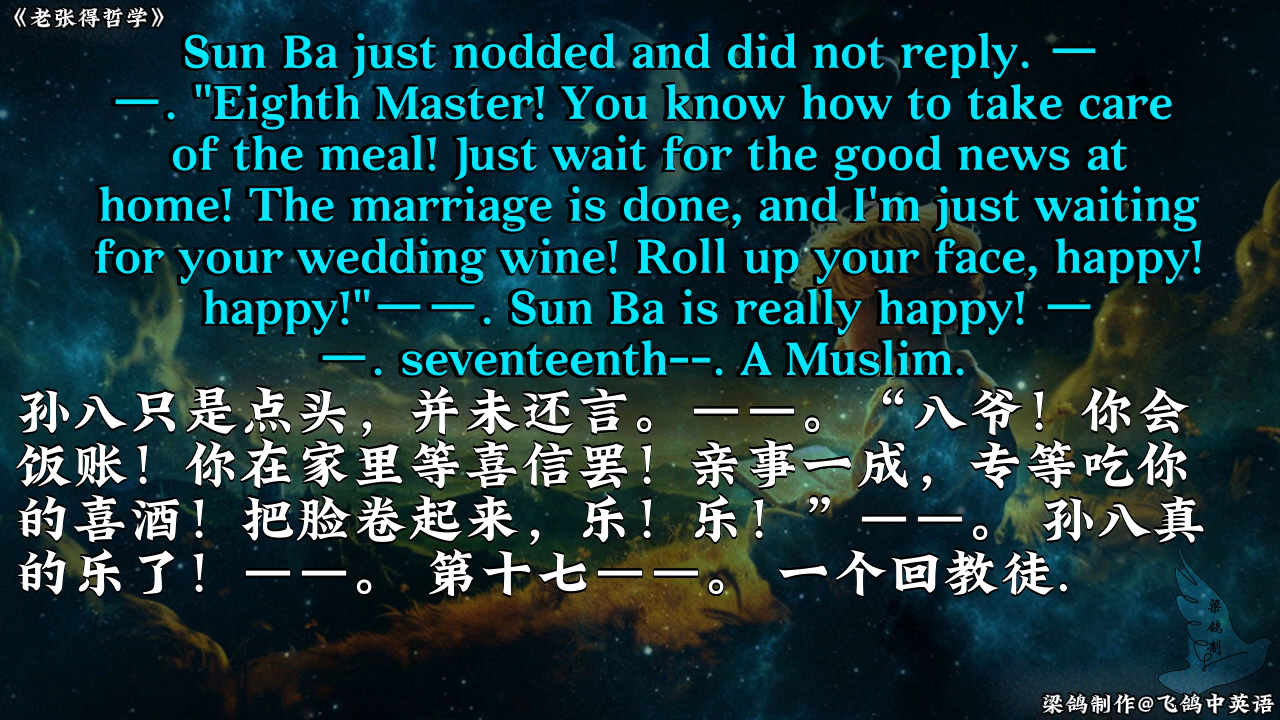 《老张得哲学》
Sun Ba just nodded and did not reply. —
—. "Eighth Master! You know how to take care
of the meal! Just wait for the good news at
home! The marriage is done, and I'm just waiting
for your wedding wine! Roll up your face, happy!
happy!"——. Sun Ba is really happy! —
—. seventeenth--. A Muslim.
孙八只是点头，并未还言。——。“八爷！你会
饭账！你在家里等喜信罢！亲事一成，专等吃你
的喜酒！把脸卷起来，乐！乐！”——。 孙八真
的乐了！——。 第十七——。 一个回教徒.
梁鸽制
梁鸽制作@飞鸽中英语